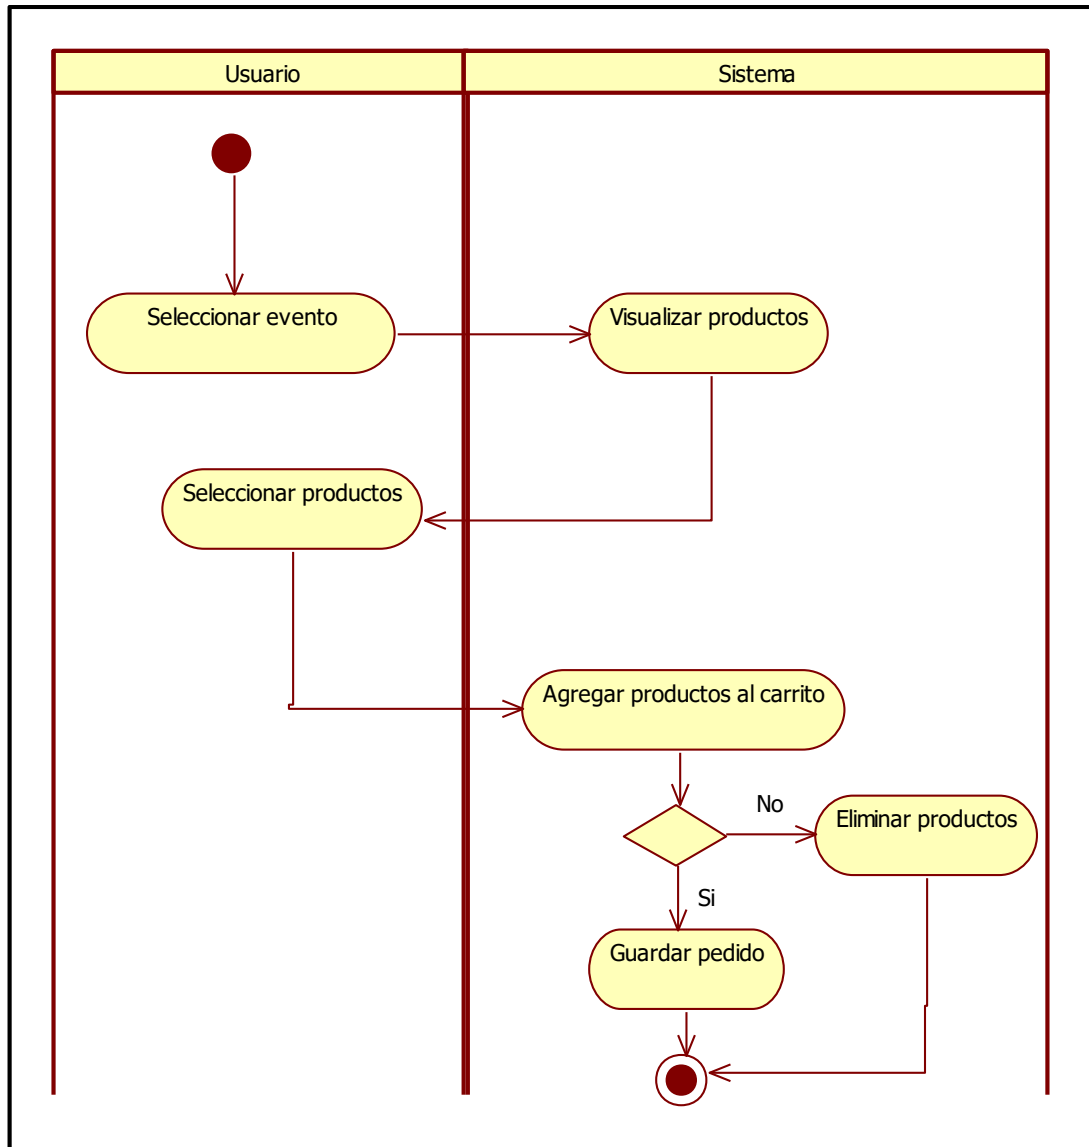 Usuario
Sistema
Seleccionar evento
Visualizar productos
Seleccionar productos
Agregar productos al carrito
No
Eliminar productos
Si
Guardar pedido